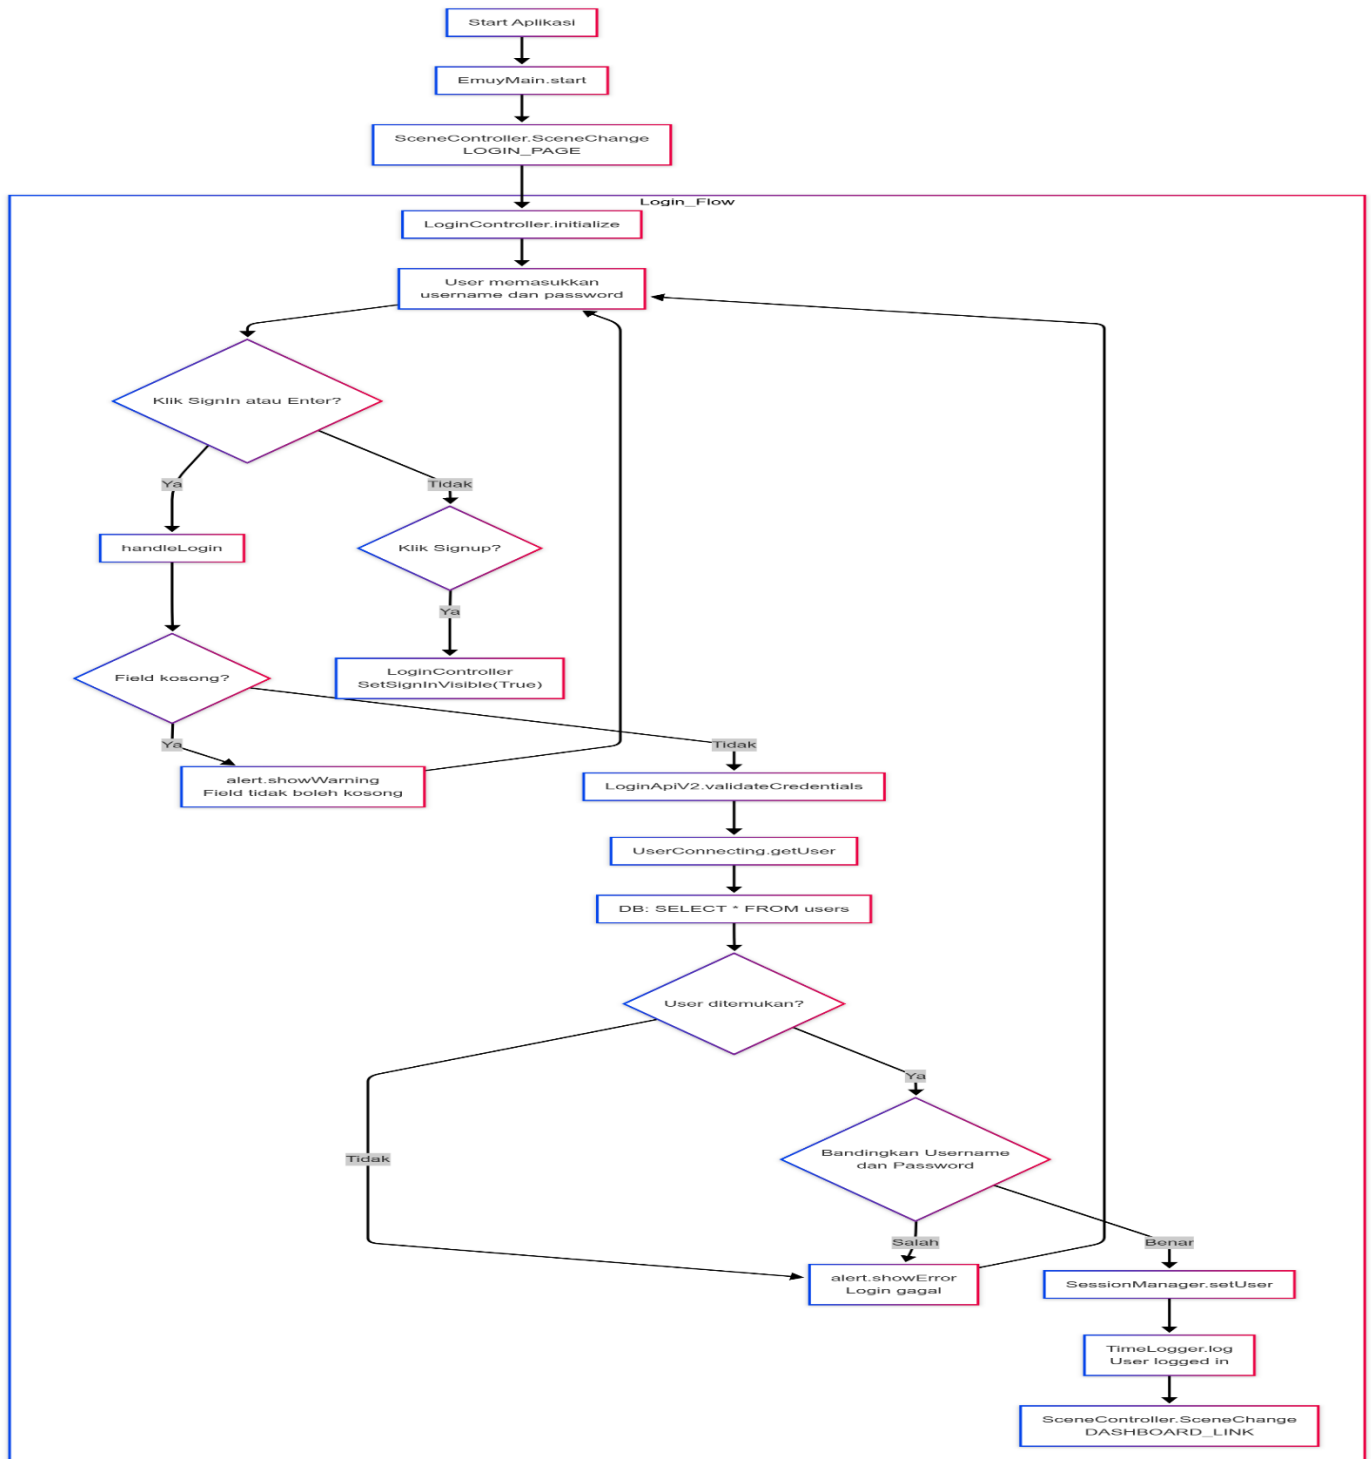 Start Aplikasi
EmuyMain.start
SceneController.SceneChange
LOGIN_PAGE
Login_Flow
LoginController.initialize
User memasukkan
username dan password
Klik SignIn atau Enter?
Ya
Tidak
handleLogin
Klik Signup?
Ya
Field kosong?
LoginController
SetSignInVisible(True)
Ya
Tidak
alert.showWarning
Field tidak boleh kosong
LoginApiV2.validateCredentials
UserConnecting.getUser
DB: SELECT * FROM users
User ditemukan?
Ya
Tidak
Bandingkan Username
dan Password
Salah
Benar
alert.showError
Login gagal
SessionManager.setUser
TimeLogger.log
User logged in
SceneController.SceneChange
DASHBOARD_LINK